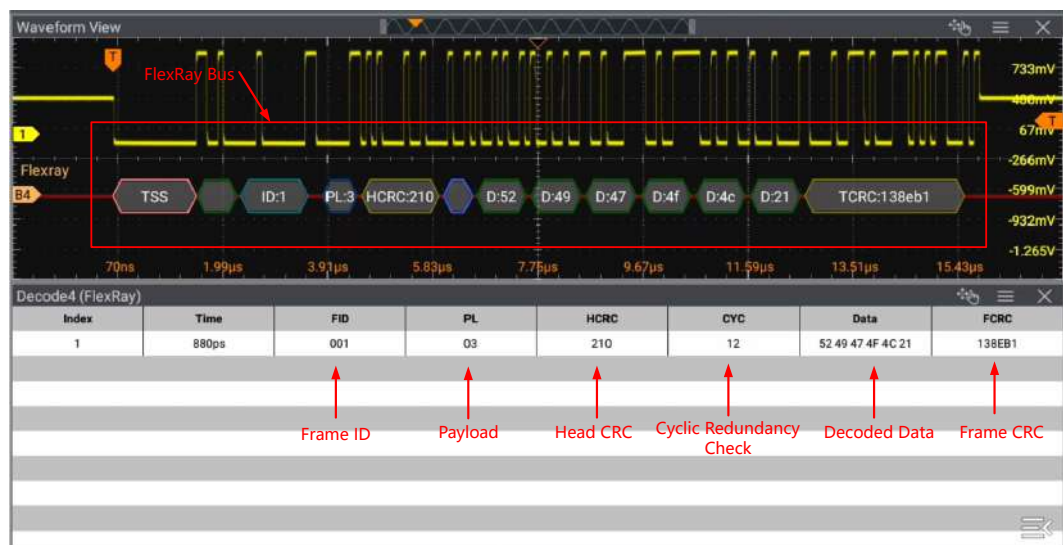 Waveform View
T
FlexRay Bus
733mV
400mV
T
1
67mV
-266mV
Flexray
B4
TSS
ID:1
PL:3
HCRC:210
D:52
D:49
D:47
D:4f
D:4c
D:21
TCRC:138eb1
-599mV
-932mV
-1.265V
70ns
1.99μs
3.91μs
5.83μs
7.75μs
9.67μs
11.59μs
13.51μs
15.43μs
Decode4 (FlexRay)
Index Time FID PL HCRC CYC Data FCRC
1 880ps 001 03 210 12 52 49 47 4F 4C 21 138EB1
Frame ID
Payload
Head CRC
Cyclic Redundancy
Check
Decoded Data
Frame CRC